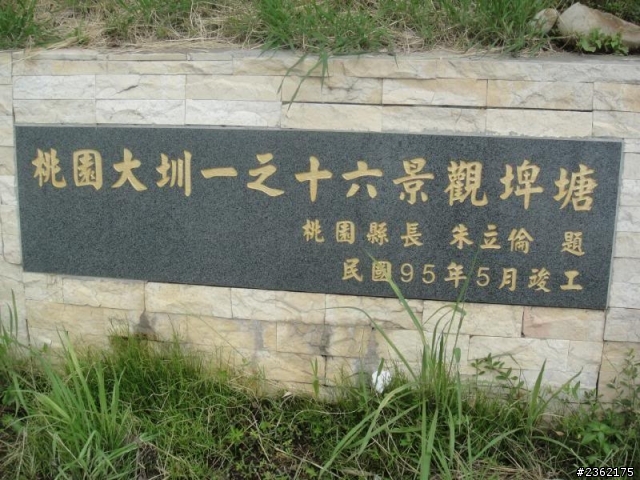 桃園大圳一之十六景觀埤塘
桃園縣長 朱立倫 題
民國95年5月竣工
#2362175